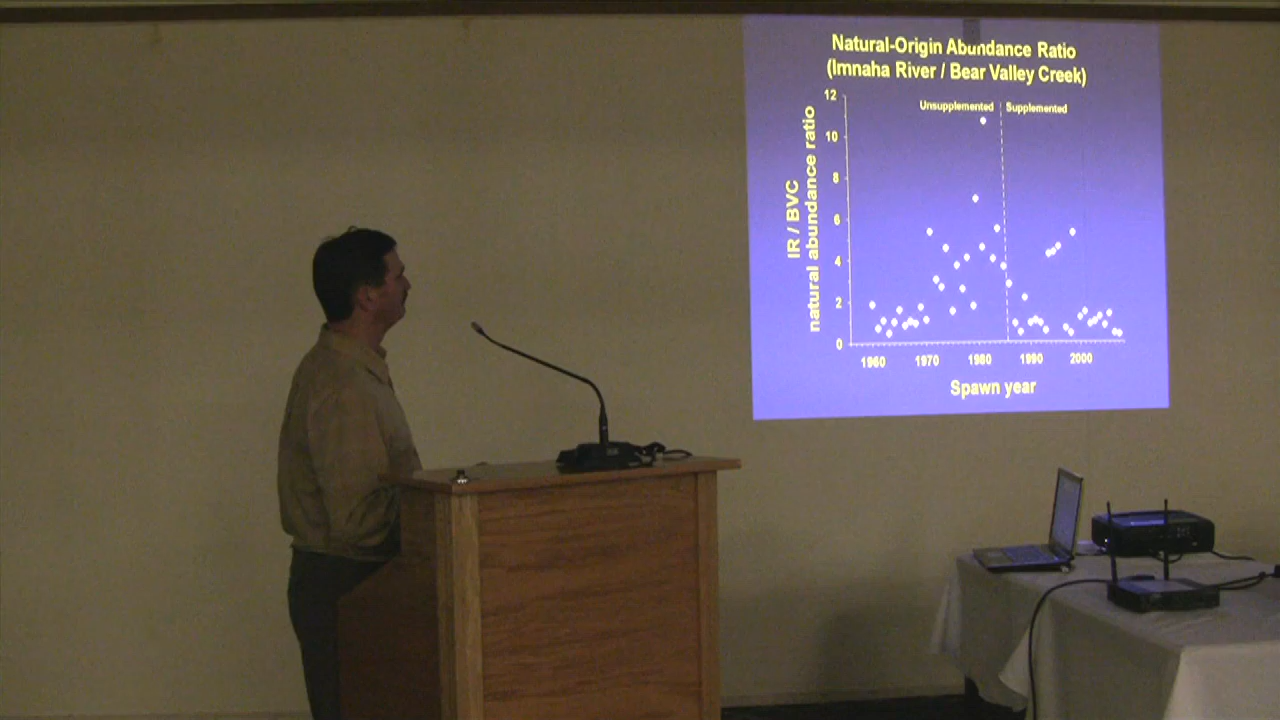 Natural-Origin Abundance Ratio
(Imnaha River / Bear Valley Creek)
Unsupplemented
Supplemented
IR / BVC
natural abundance ratio
12
10
8
6
4
2
0
1960 1970 1980 1990 2000
Spawn year